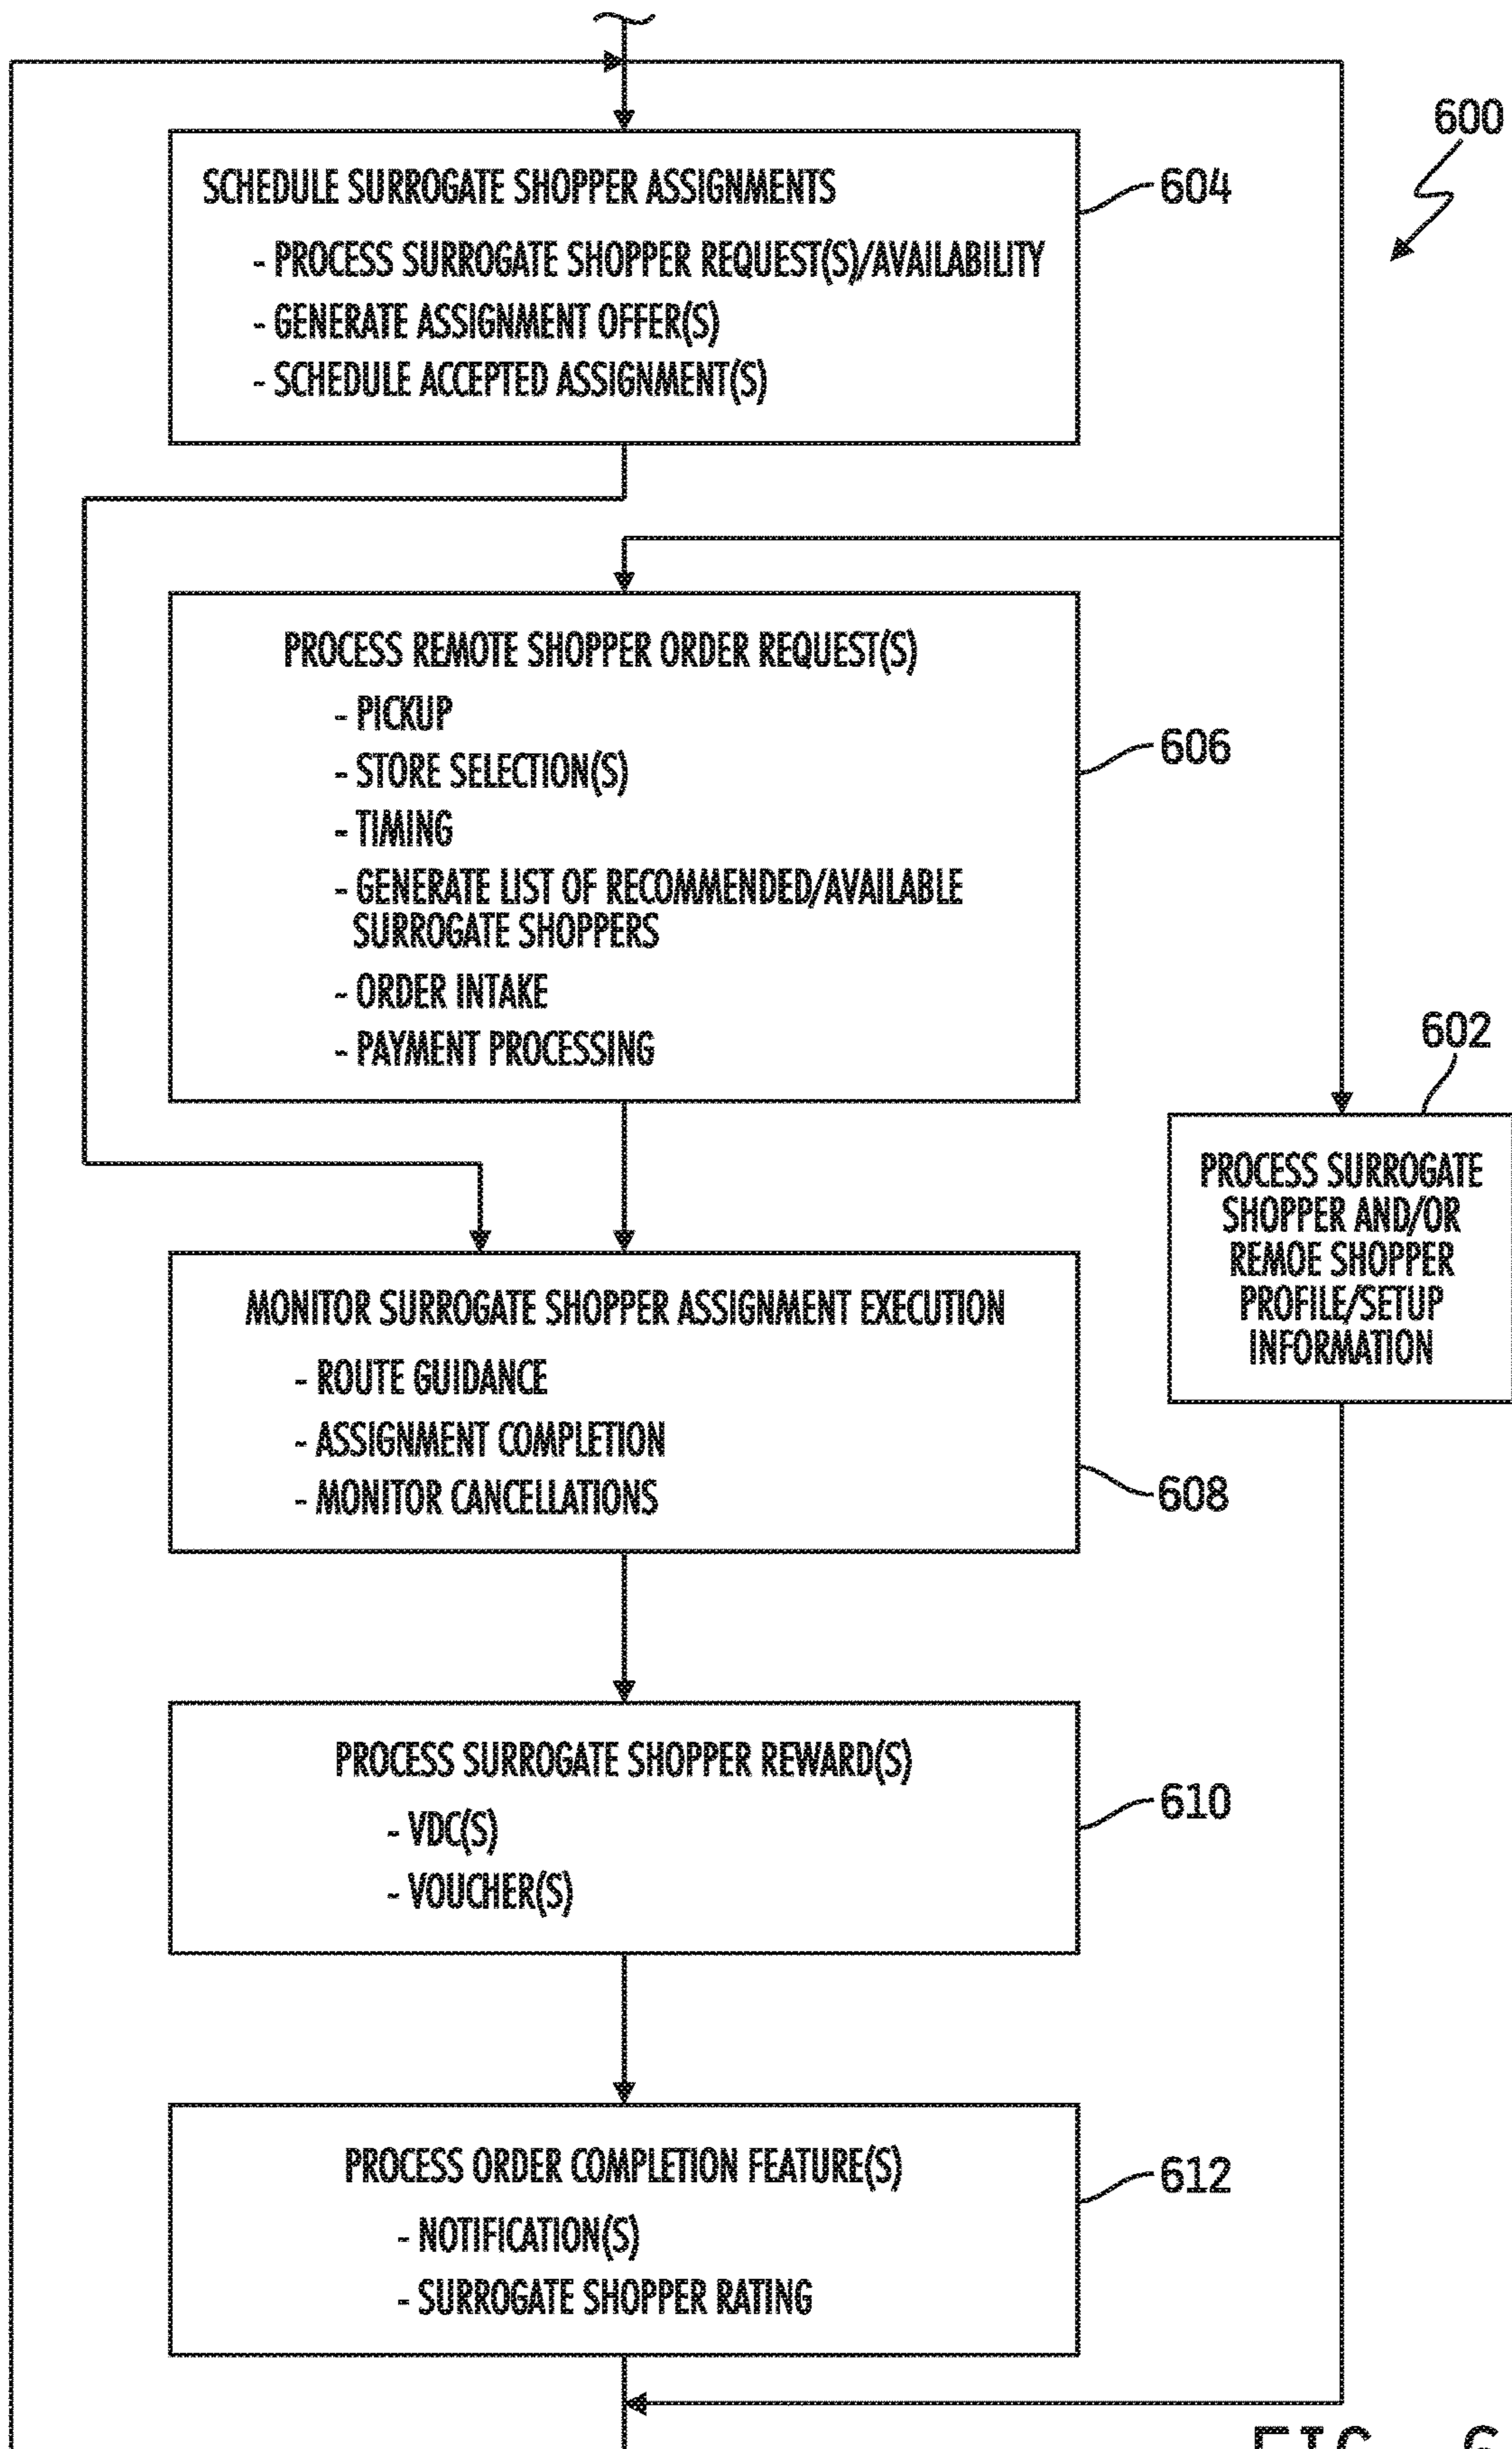 600
SCHEDULE SURROGATE SHOPPER ASSIGNMENTS
- PROCESS SURROGATE SHOPPER REQUEST(S)/AVAILABILITY
- GENERATE ASSIGNMENT OFFER(S)
- SCHEDULE ACCEPTED ASSIGNMENT(S)
604
PROCESS REMOTE SHOPPER ORDER REQUEST(S)
- PICKUP
- STORE SELECTION(S)
- TIMING
- GENERATE LIST OF RECOMMENDED/AVAILABLE
SURROGATE SHOPPERS
- ORDER INTAKE
- PAYMENT PROCESSING
606
602
PROCESS SURROGATE
SHOPPER AND/OR
REMOE SHOPPER
PROFILE/SETUP
INFORMATION
MONITOR SURROGATE SHOPPER ASSIGNMENT EXECUTION
- ROUTE GUIDANCE
- ASSIGNMENT COMPLETION
- MONITOR CANCELLATIONS
608
PROCESS SURROGATE SHOPPER REWARD(S)
- VDC(S)
- VOUCHER(S)
610
PROCESS ORDER COMPLETION FEATURE(S)
- NOTIFICATION(S)
- SURROGATE SHOPPER RATING
612
FIG. 6